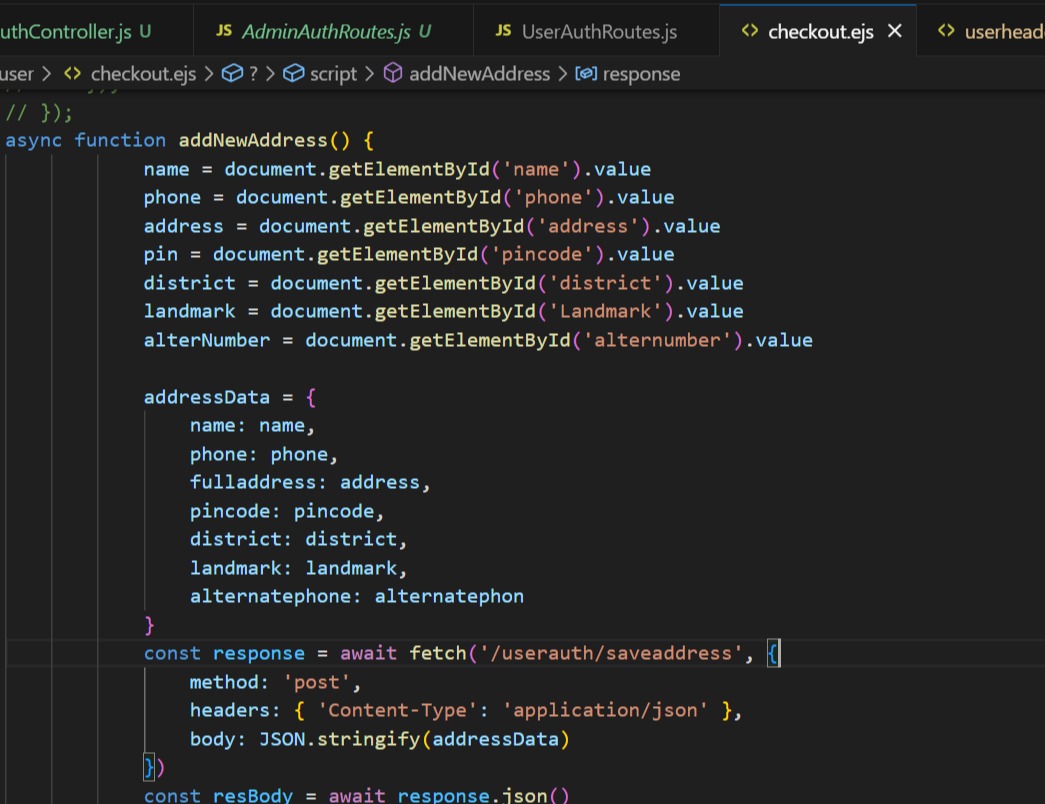 uthController.js U
JS AdminAuthRoutes.js U
JS UserAuthRoutes.js
<> checkout.ejs ×
<> userhead
user > <> checkout.ejs > ? > script > addNewAddress > response
// });
async function addNewAddress() {
name = document.getElementById('name').value
phone = document.getElementById('phone').value
address = document.getElementById('address').value
pin = document.getElementById('pincode').value
district = document.getElementById('district').value
landmark = document.getElementById('Landmark').value
alterNumber = document.getElementById('alternumber').value
addressData = {
name: name,
phone: phone,
fulladdress: address,
pincode: pincode,
district: district,
landmark: landmark,
alternatephone: alternatephon
}
const response = await fetch('/userauth/saveaddress', {
method: 'post',
headers: { 'Content-Type': 'application/json' },
body: JSON.stringify(addressData)
})
const resBody = await response.json()